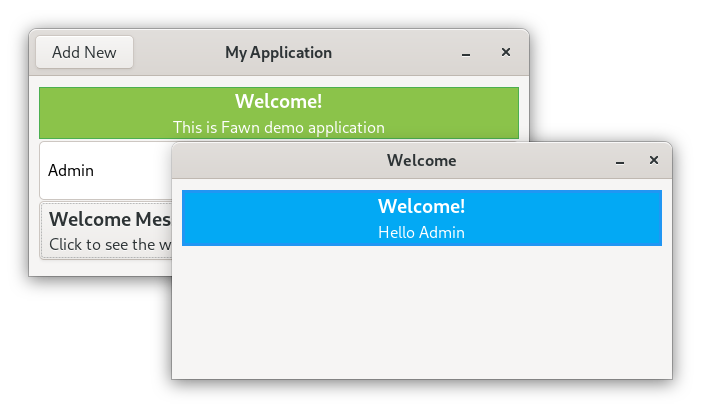 Add New
My Application
Welcome!
This is Fawn demo application
Admin
Welcome Mes
Click to see the w
Welcome
Welcome!
Hello Admin